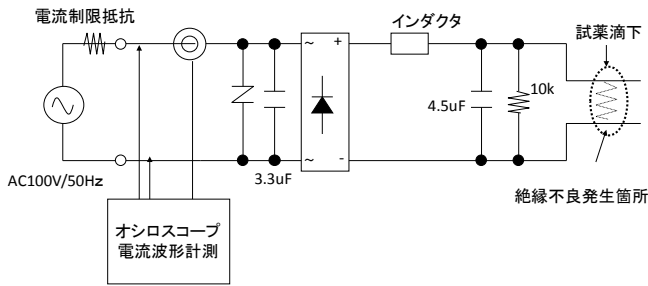 電流制限抵抗
インダクタ
試薬滴下
~
+
10k
4.5uF
AC100V/50Hz
3.3uF
~
-
絶縁不良発生箇所
オシロスコープ
電流波形計測